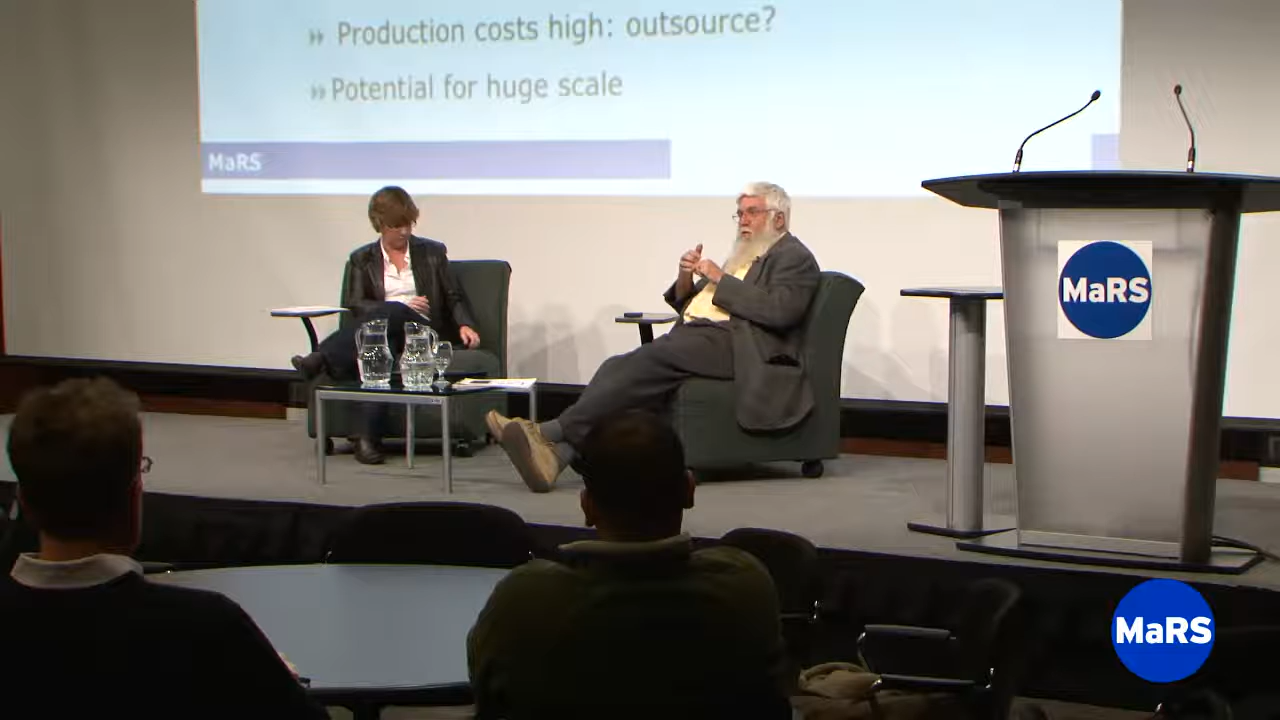 » Production costs high: outsource?
» Potential for huge scale
MaRS
MaRS
MaRS